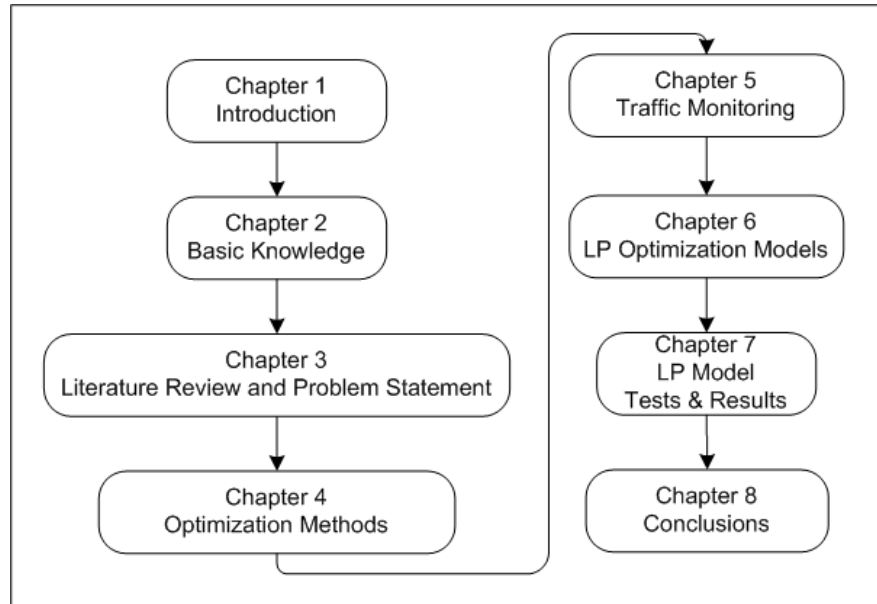 Chapter 1
Introduction
Chapter 2
Basic Knowledge
Chapter 3
Literature Review and Problem Statement
Chapter 4
Optimization Methods
Chapter 5
Traffic Monitoring
Chapter 6
LP Optimization Models
Chapter 7
LP Model
Tests & Results
Chapter 8
Conclusions